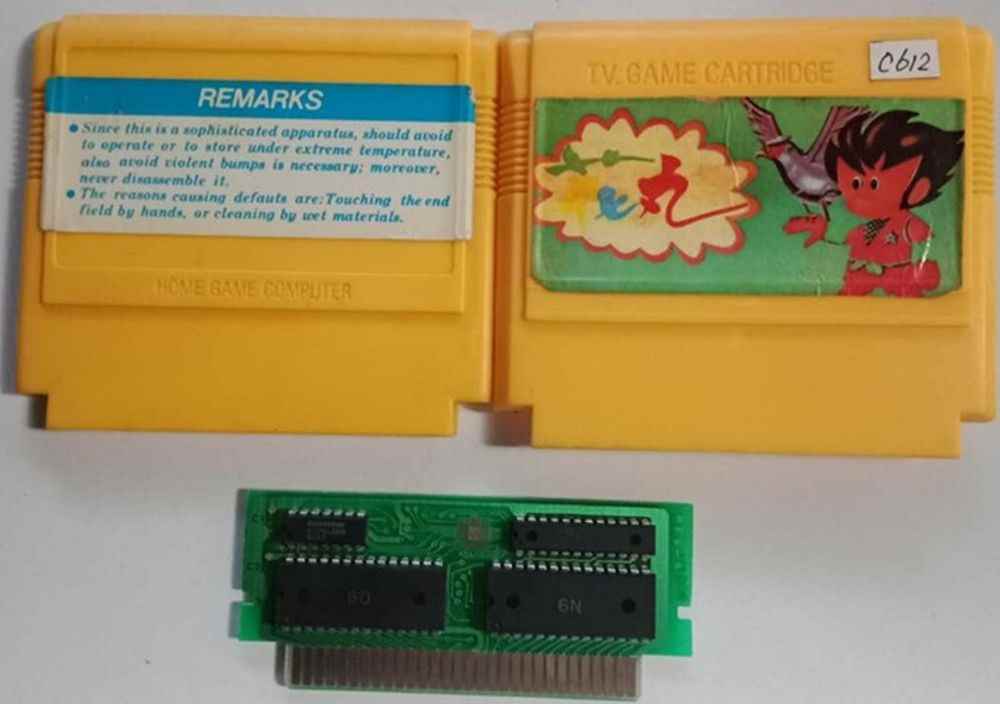 REMARKS
● Since this is a sophisticated apparatus, should avoid
to operate or to store under extreme temperature,
also avoid violent bumps is necessary; moreover,
never disassemble it.
● The reasons causing defauts are:Touching the end
field by hands, or cleaning by wet materials.
HOME GAME COMPUTER
T.V. GAME CARTRIDGE
C612
丸
6N